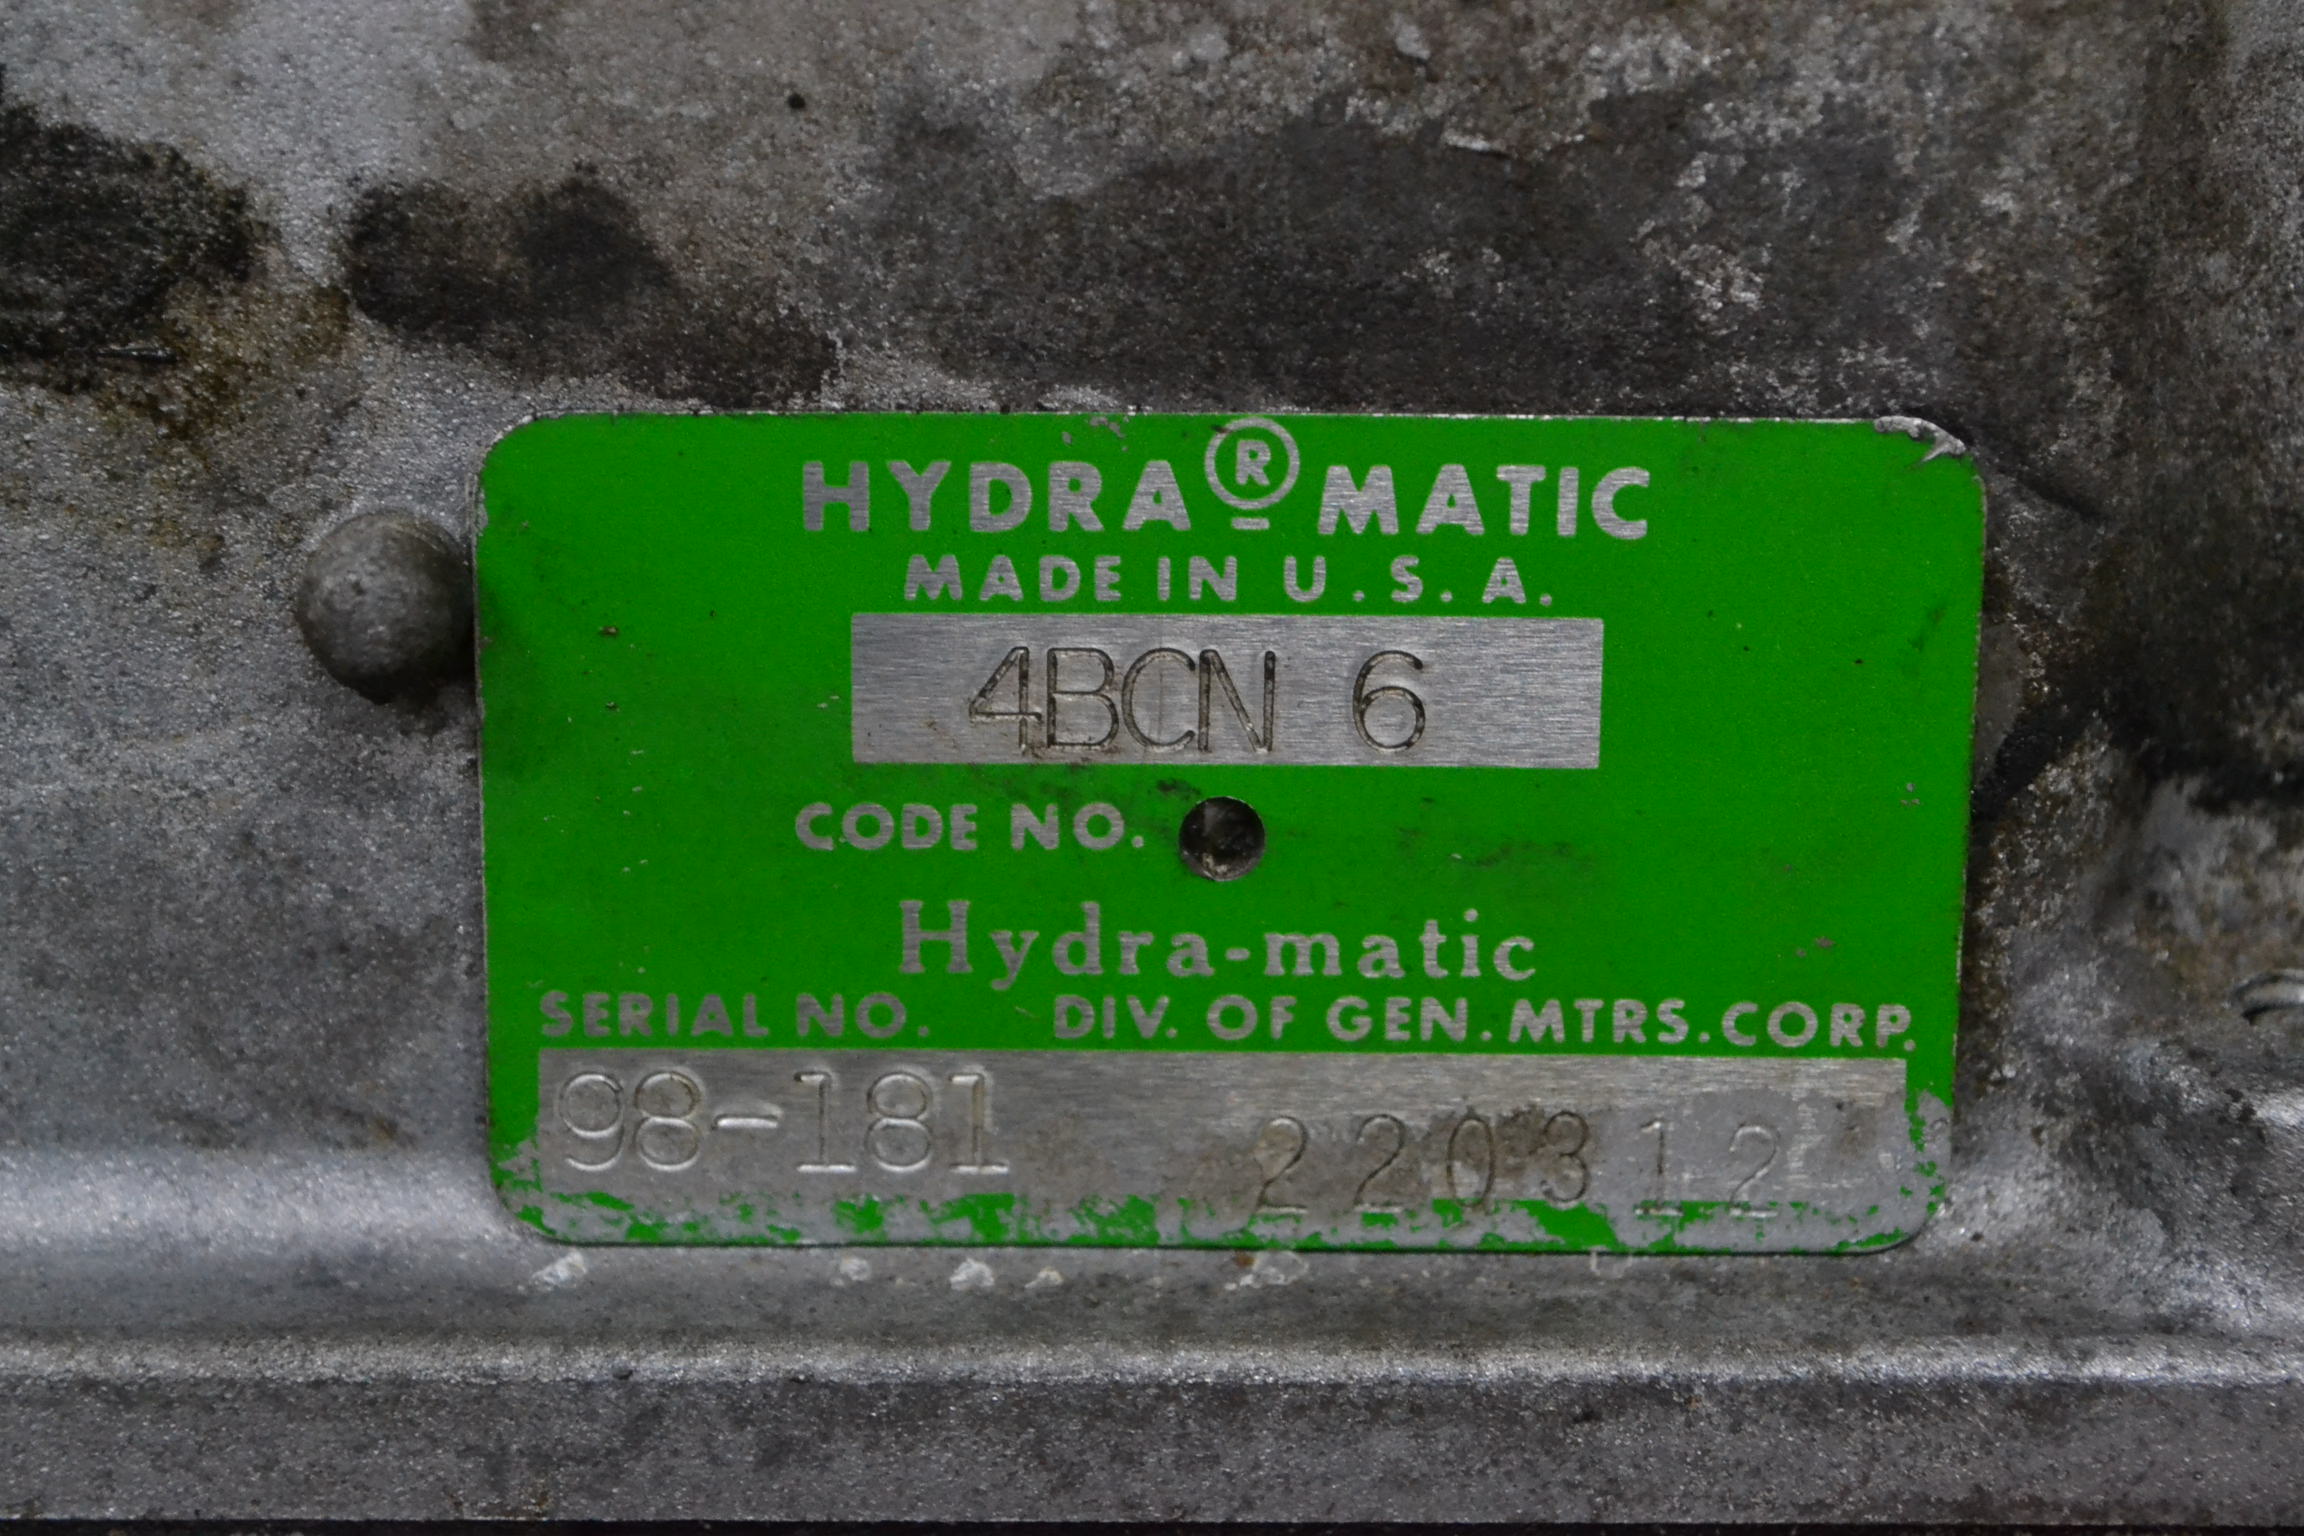 HYDRA®MATIC
MADE IN U.S.A.
4BCN 6
CODE NO.
Hydra-matic
SERIAL NO. DIV. OF GEN. MTRS. CORP.
98-181 220312